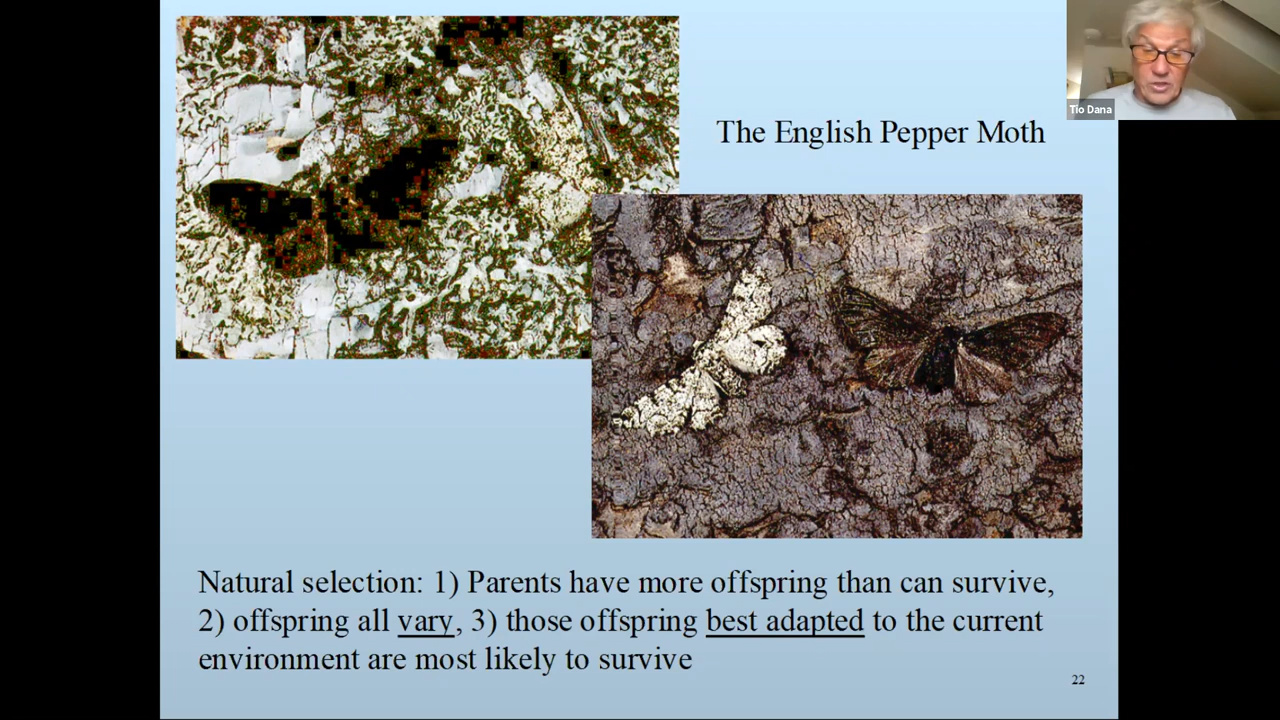 Tio Dana
The English Pepper Moth
Natural selection: 1) Parents have more offspring than can survive,
2) offspring all vary, 3) those offspring best adapted to the current
environment are most likely to survive
22